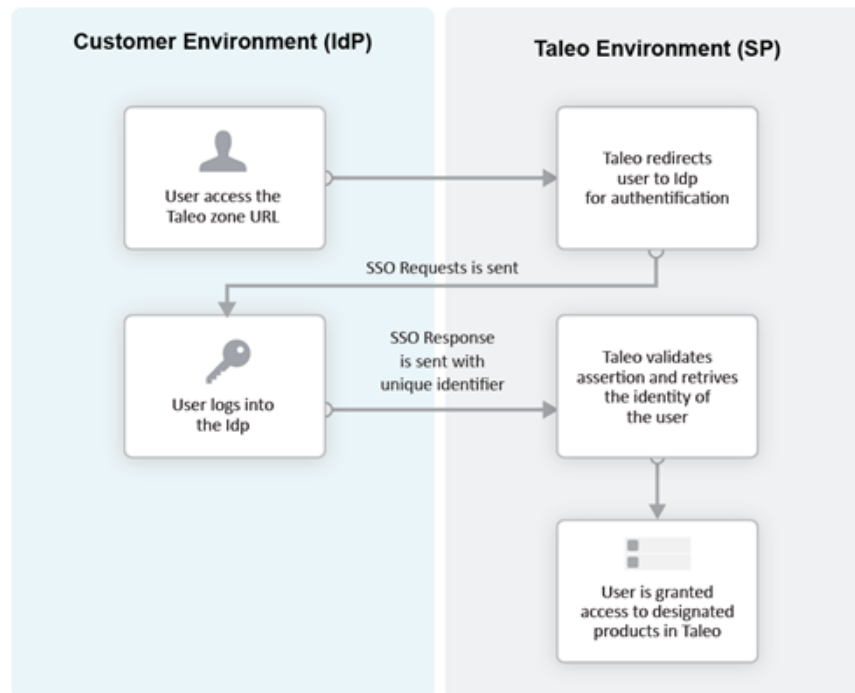 Customer Environment (IdP)
Taleo Environment (SP)
User access the
Taleo zone URL
Taleo redirects
user to Idp
for authentification
SSO Requests is sent
User logs into
the Idp
SSO Response
is sent with
unique identifier
Taleo validates
assertion and retrives
the identity of
the user
User is granted
access to designated
products in Taleo